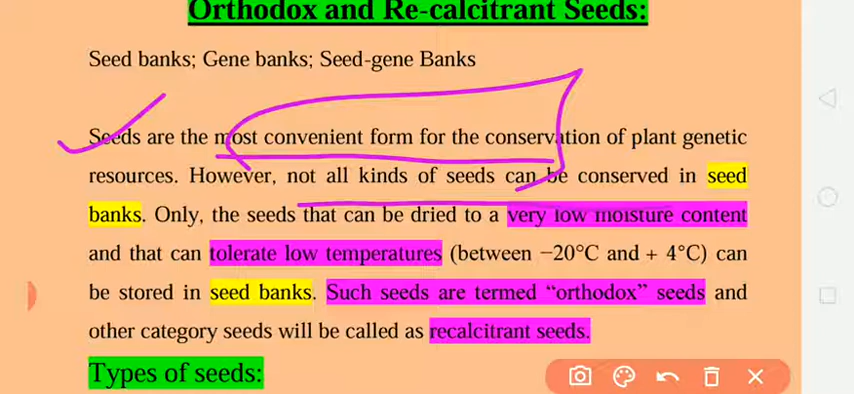 Orthodox and Re-calcitrant Seeds:
Seed banks; Gene banks; Seed-gene Banks
Seeds are the most convenient form for the conservation of plant genetic
resources. However, not all kinds of seeds can be conserved in seed
banks. Only, the seeds that can be dried to a very low moisture content
and that can tolerate low temperatures (between −20°C and + 4°C) can
be stored in seed banks. Such seeds are termed “orthodox” seeds and
other category seeds will be called as recalcitrant seeds.
Types of seeds: